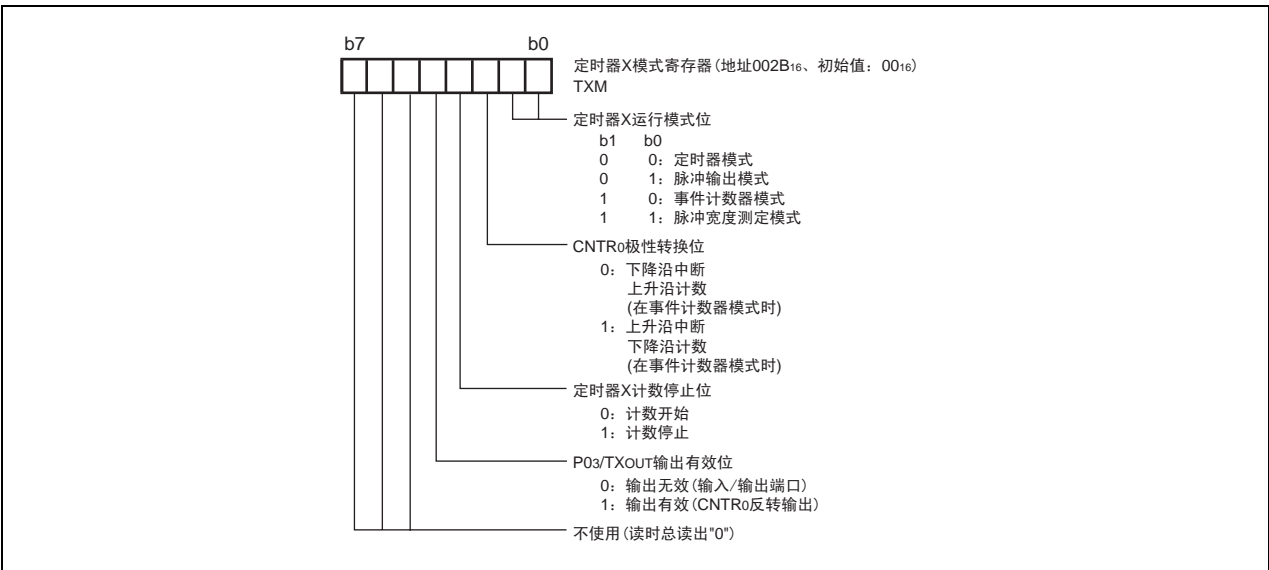 b7 b0
定时器X模式寄存器(地址002B16、初始值：0016)
TXM
定时器X运行模式位
b1 b0
0 0：定时器模式
0 1：脉冲输出模式
1 0：事件计数器模式
1 1：脉冲宽度测定模式
CNTR0极性转换位
0：下降沿中断
上升沿计数
(在事件计数器模式时)
1：上升沿中断
下降沿计数
(在事件计数器模式时)
定时器X计数停止位
0：计数开始
1：计数停止
P03/TXOUT输出有效位
0：输出无效(输入/输出端口)
1：输出有效(CNTR0反转输出)
不使用(读时总读出"0")